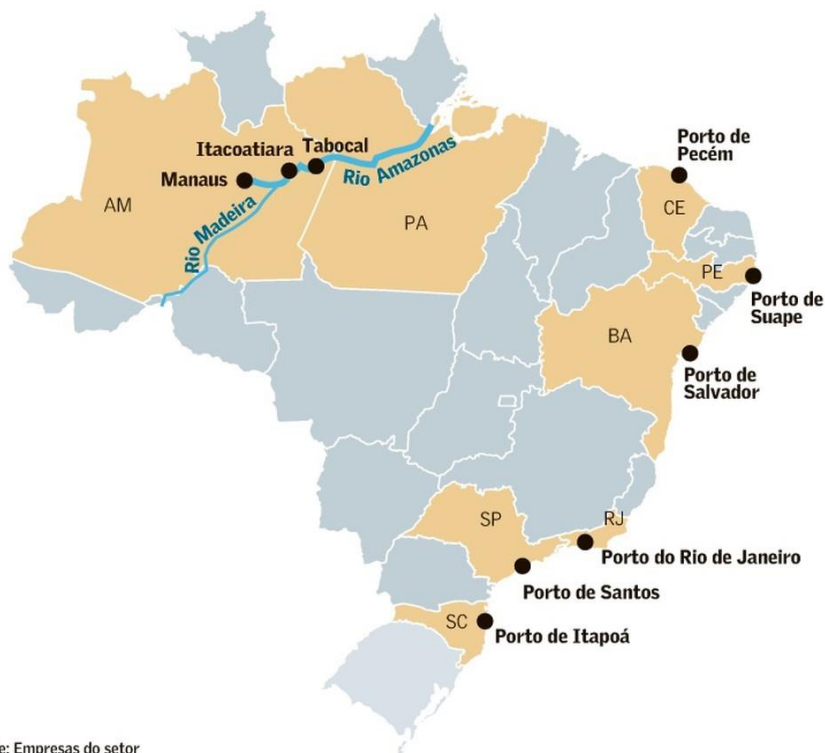 Porto de
Pecém
Itacoatiara
Tabocal
Manaus
Rio Amazonas
AM
Rio Madeira
PA
CE
PE
Porto de
Suape
BA
Porto de
Salvador
SP
RJ
Porto do Rio de Janeiro
Porto de Santos
SC
Porto de Itapoá
e: Empresas do setor